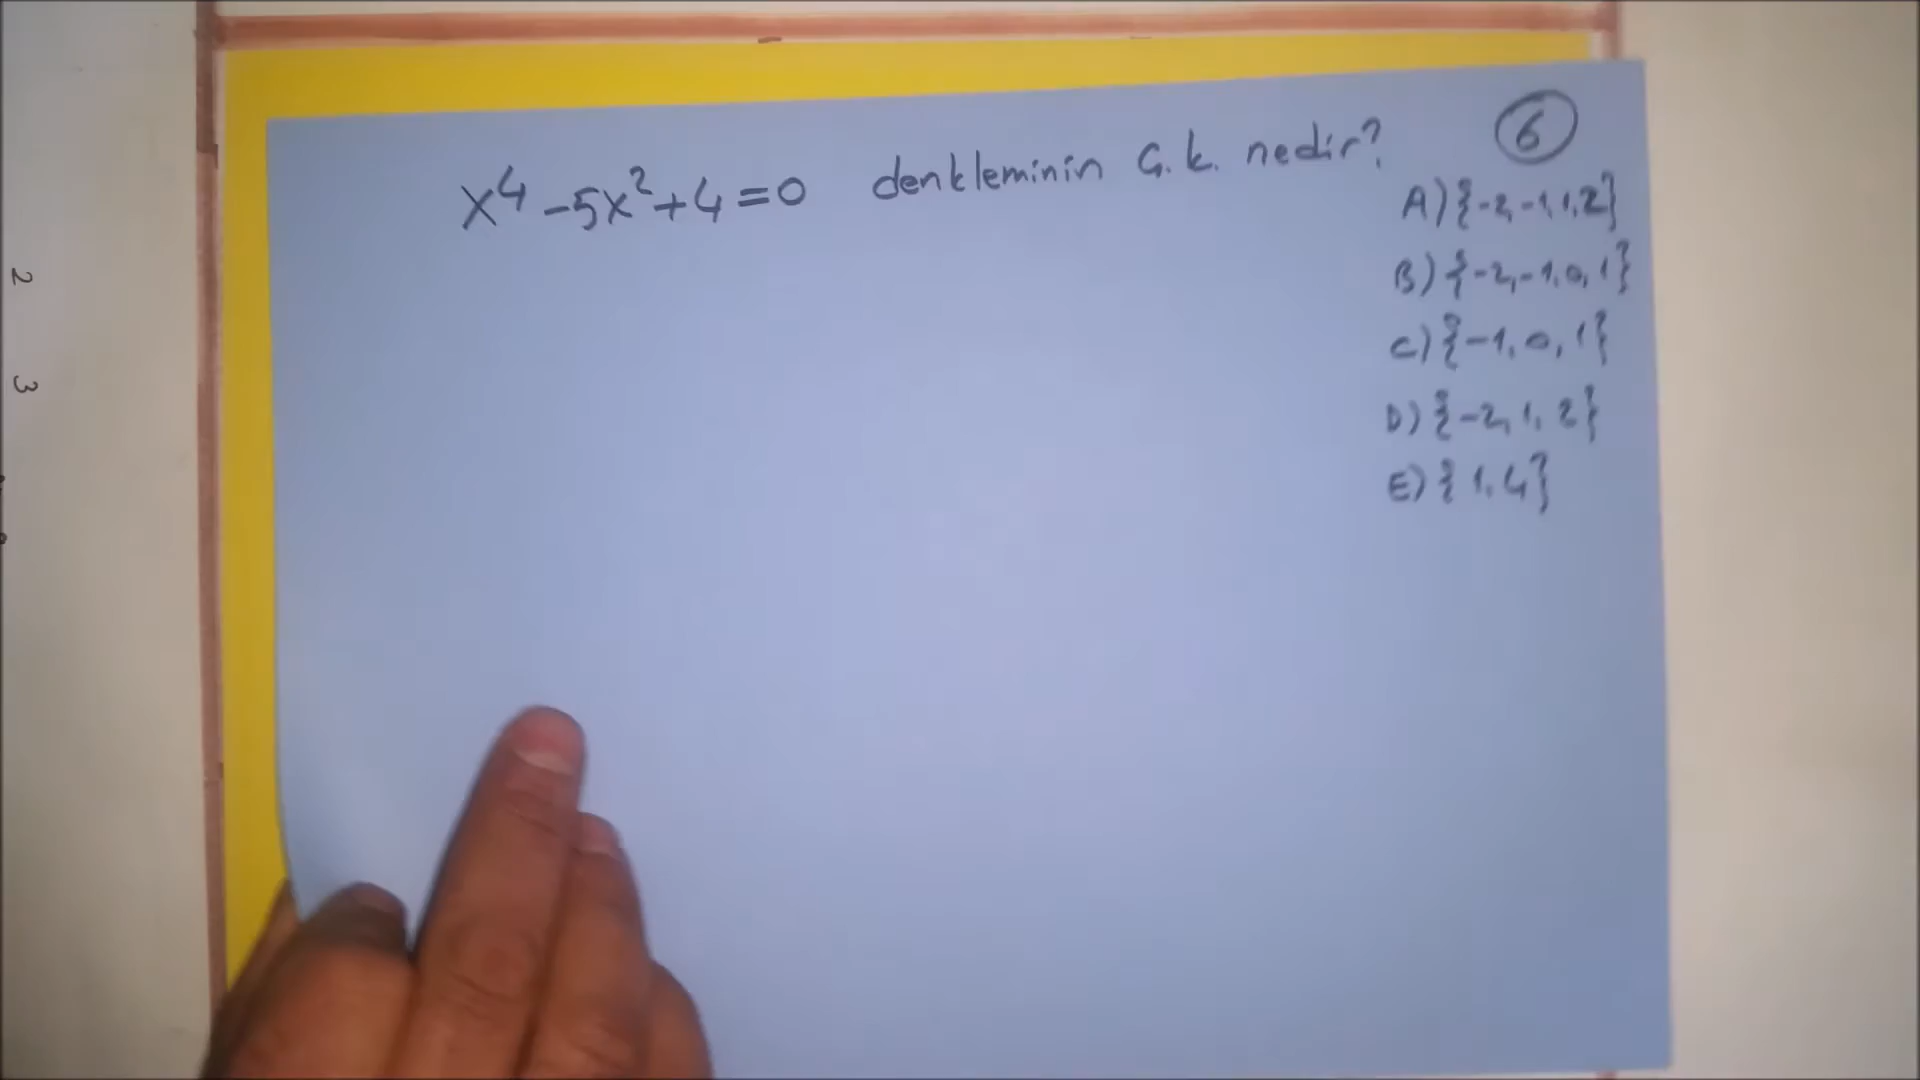 x⁴-5x²+4=0 denkleminin Ç.k. nedir?
6
A) {-2,-1,1,2}
B) {-2,-1,0,1}
C) {-1,0,1}
D) {-2,1,2}
E) {1,4}
2
3